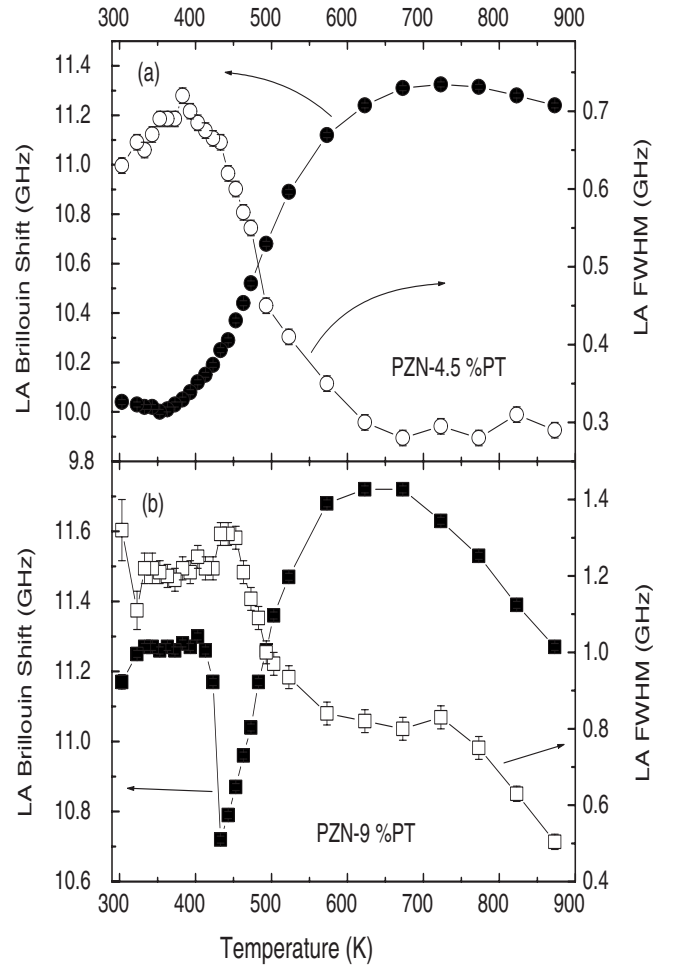 300 400 500 600 700 800 900
(a)
11.4
11.2
11.0
10.8
10.6
10.4
10.2
10.0
9.8
LA Brillouin Shift (GHz)
0.7
0.6
0.5
0.4
0.3
LA FWHM (GHz)
PZN-4.5 %PT
(b)
11.6
11.4
11.2
11.0
10.8
10.6
LA Brillouin Shift (GHz)
1.4
1.2
1.0
0.8
0.6
0.4
LA FWHM (GHz)
PZN-9 %PT
300 400 500 600 700 800 900
Temperature (K)